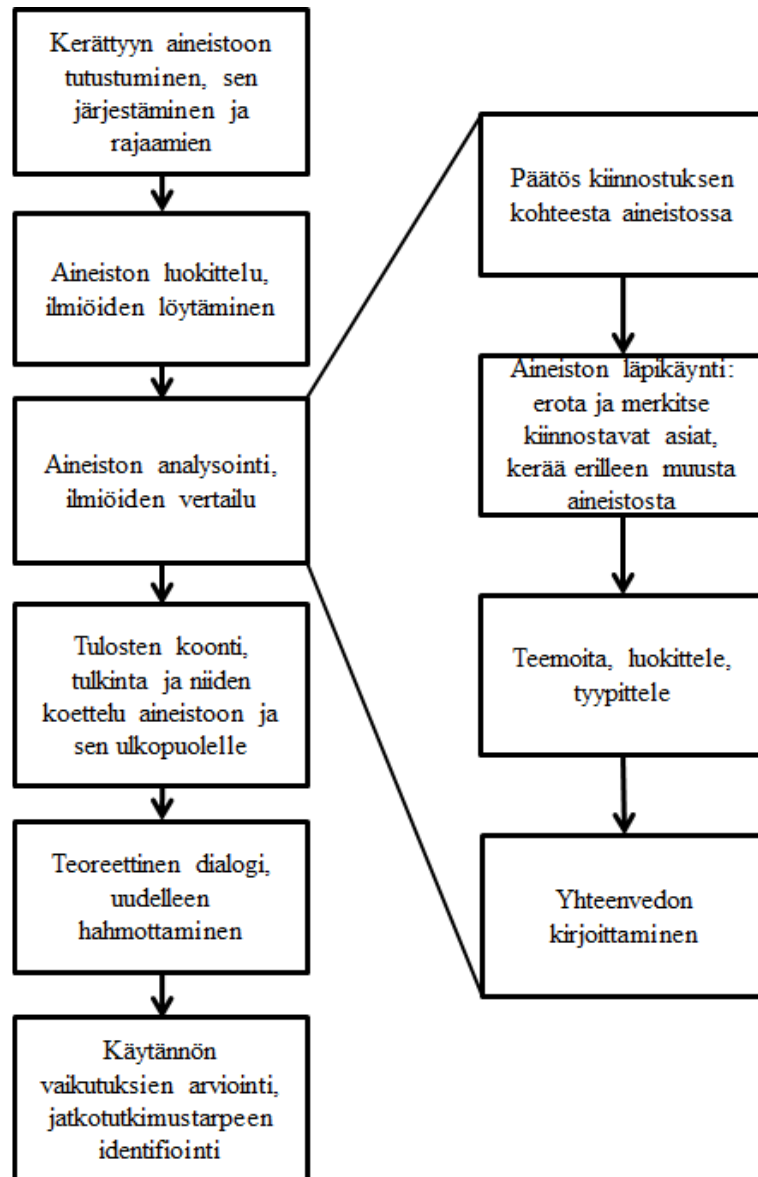 Kerättyyn aineistoon
tutustuminen, sen
järjestäminen ja
rajaamien
Aineiston luokittelu,
ilmiöiden löytäminen
Aineiston analysointi,
ilmiöiden vertailu
Tulosten koonti,
tulkinta ja niiden
koettelu aineistoon ja
sen ulkopuolelle
Teoreettinen dialogi,
uudelleen
hahmottaminen
Käytännön
vaikutuksien arviointi,
jatkotutkimustarpeen
identifiointi
Päätös kiinnostuksen
kohteesta aineistossa
Aineiston läpikäynti:
erota ja merkitse
kiinnostavat asiat,
kerää erilleen muusta
aineistosta
Teemoita, luokittele,
tyypittele
Yhteenvedon
kirjoittaminen